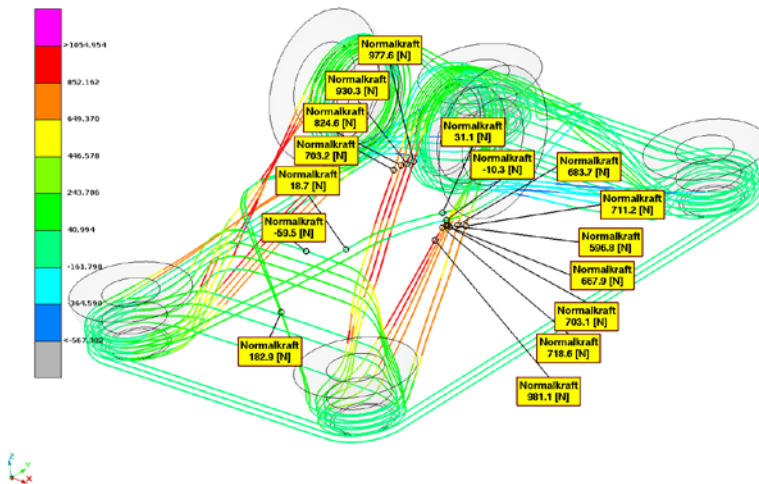 >1054.954
852.162
649.370
446.578
243.786
40.994
-161.798
-364.590
<-567.382
Normalkraft
977.6 [N]
Normalkraft
930.3 [N]
Normalkraft
824.6 [N]
Normalkraft
703.2 [N]
Normalkraft
18.7 [N]
Normalkraft
-59.5 [N]
Normalkraft
182.9 [N]
Normalkraft
31.1 [N]
Normalkraft
-10.3 [N]
Normalkraft
683.7 [N]
Normalkraft
711.2 [N]
Normalkraft
596.8 [N]
Normalkraft
667.9 [N]
Normalkraft
703.1 [N]
Normalkraft
718.6 [N]
Normalkraft
981.1 [N]
Z
Y
X